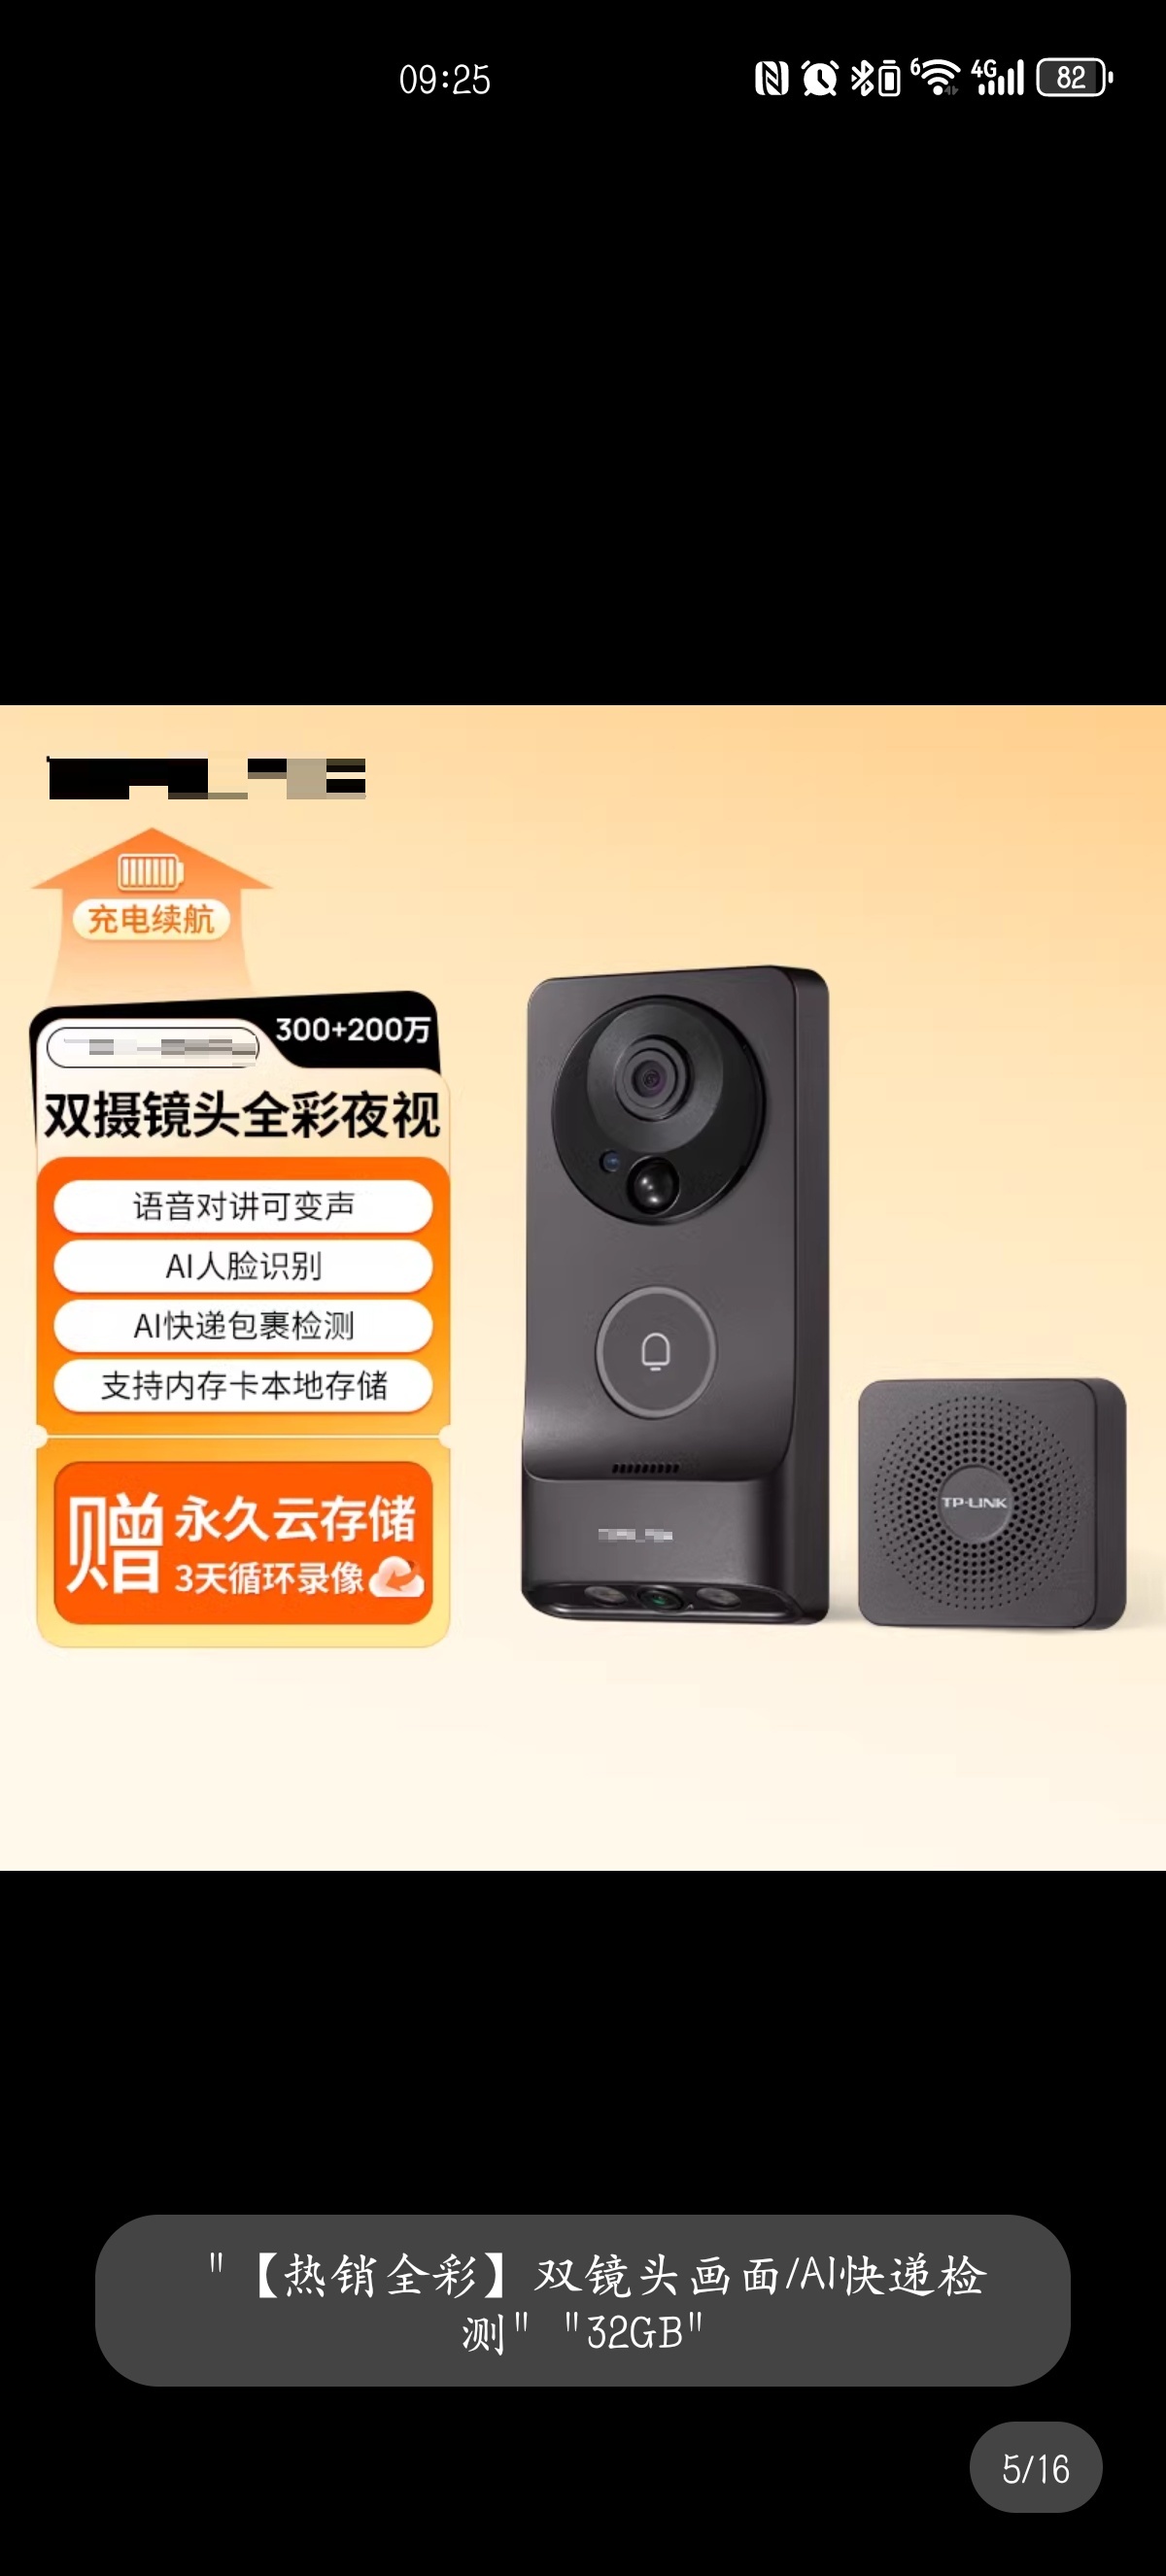 09:25
6
4G
82
充电续航
300+200万
双摄镜头全彩夜视
语音对讲可变声
AI人脸识别
AI快递包裹检测
支持内存卡本地存储
赠
永久云存储
3天循环录像
TP-LINK
"【热销全彩】双镜头画面/AI快递检
测" "32GB"
5/16